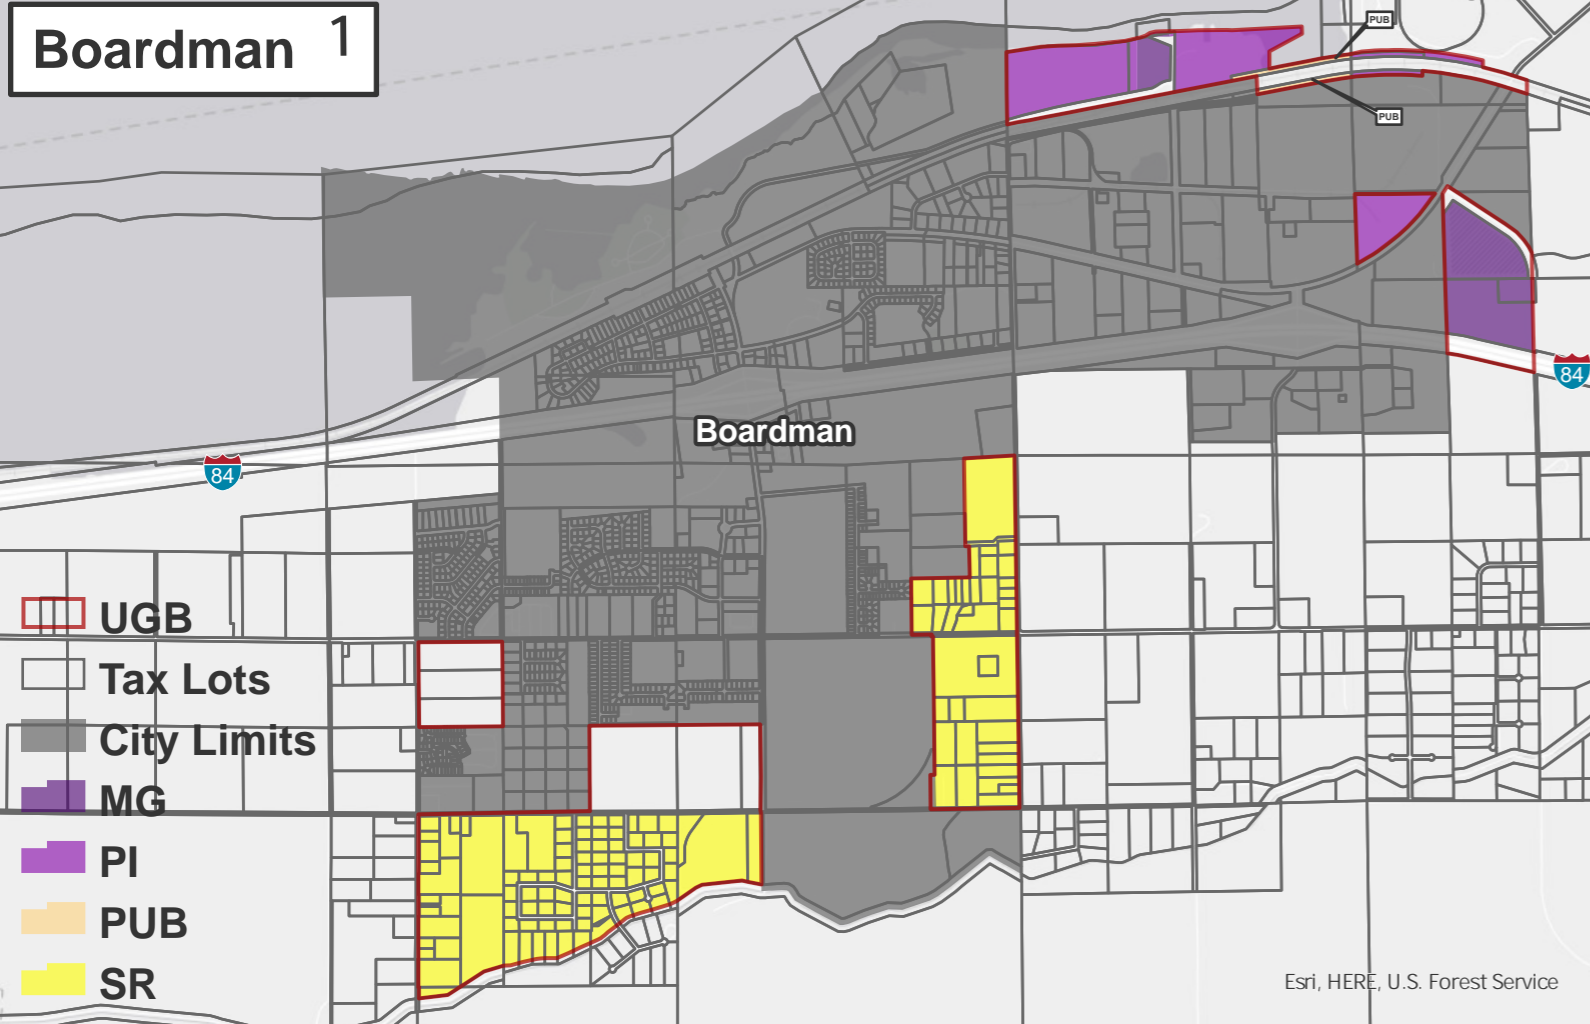 Boardman 1
PUB
PUB
84
Boardman
84
UGB
Tax Lots
City Limits
MG
PI
PUB
SR
Esri, HERE, U.S. Forest Service